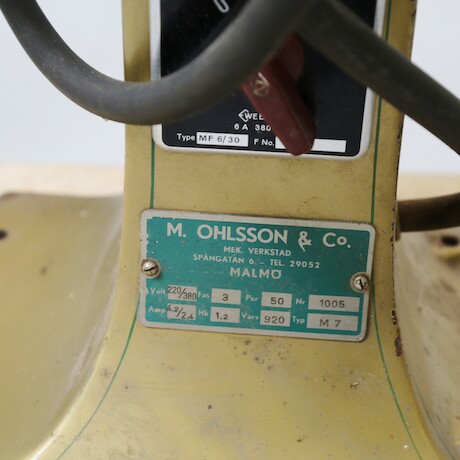 WEL
6 A 380
Type MF 6/30 F No.
M. OHLSSON & Co.
MEK. VERKSTAD
SPÅNGATAN 6 - TEL. 29052
MALMÖ
Volt 220/380 Fas 3 Per 50 Nr 1005
Amp 4.2/2.4 Hk 1.2 Varv 920 Typ M 7